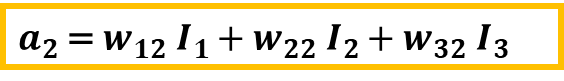 a₂ = w₁₂ I₁ + w₂₂ I₂ + w₃₂ I₃